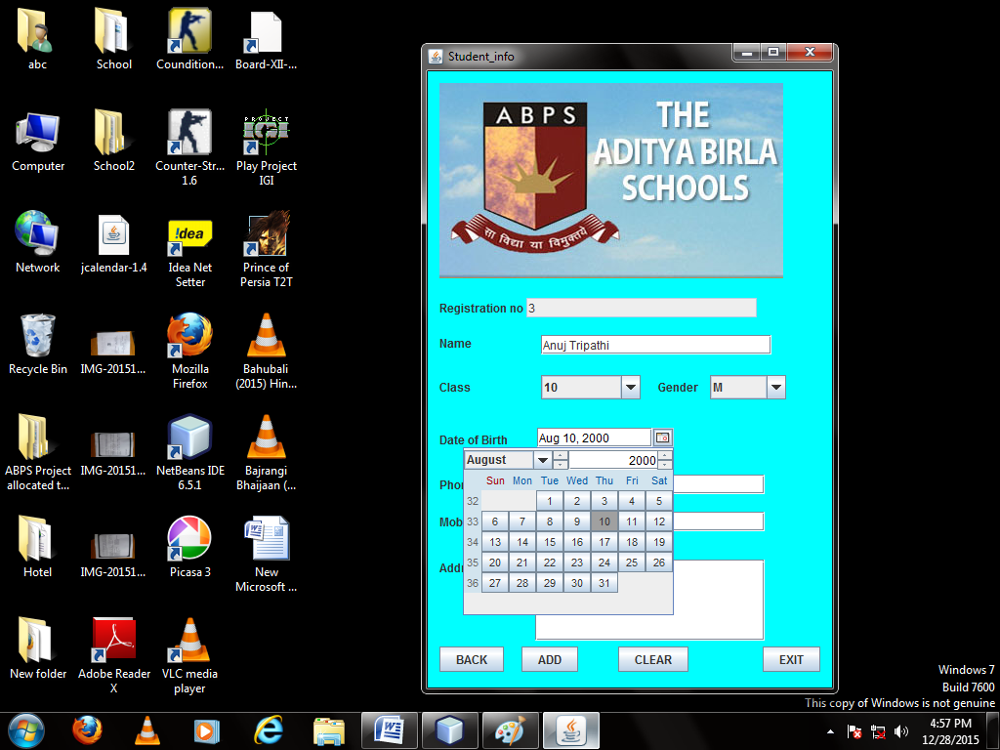 abc
School
Coundition...
Board-XII-...
Computer
School2
Counter-Str...
1.6
PROJECT
IGI
Play Project
IGI
Network
jcalendar-1.4
!dea
Idea Net
Setter
Prince of
Persia T2T
Recycle Bin
IMG-20151...
Mozilla
Firefox
Bahubali
(2015) Hin...
ABPS Project
allocated t...
IMG-20151...
NetBeans IDE
6.5.1
Bajrangi
Bhaijaan (...
Hotel
IMG-20151...
Picasa 3
New
Microsoft ...
New folder
Adobe Reader
X
VLC media
player
Student_info
ABPS
THE
ADITYA BIRLA
SCHOOLS
सा विद्या या विमुक्तये
Registration no 3
Name Anuj Tripathi
Class 10 Gender M
Date of Birth Aug 10, 2000
August 2000
Sun Mon Tue Wed Thu Fri Sat
32 1 2 3 4 5
Pho
33 6 7 8 9 10 11 12
Mob
34 13 14 15 16 17 18 19
35 20 21 22 23 24 25 26
Addr
36 27 28 29 30 31
BACK ADD CLEAR EXIT
Windows 7
Build 7600
This copy of Windows is not genuine
4:57 PM
12/28/2015